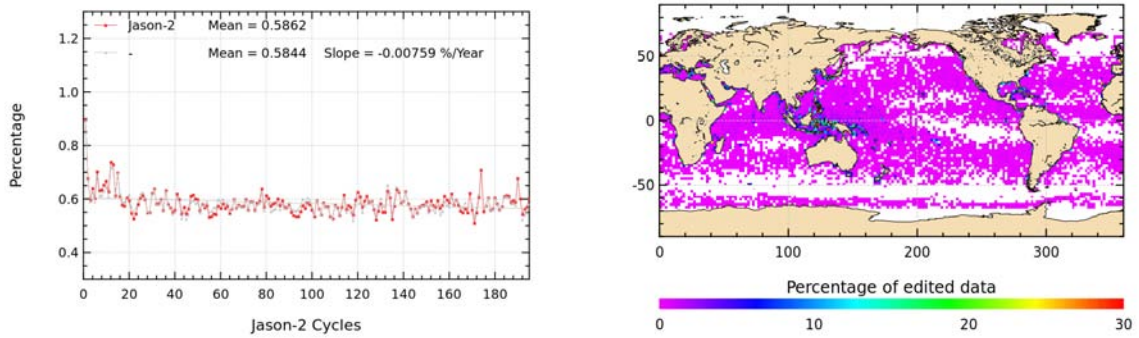 Jason-2 Mean = 0.5862
- Mean = 0.5844 Slope = -0.00759 %/Year
1.2
1.0
0.8
0.6
0.4
Percentage
0 20 40 60 80 100 120 140 160 180
Jason-2 Cycles
50
0
-50
0 100 200 300
Percentage of edited data
0 10 20 30